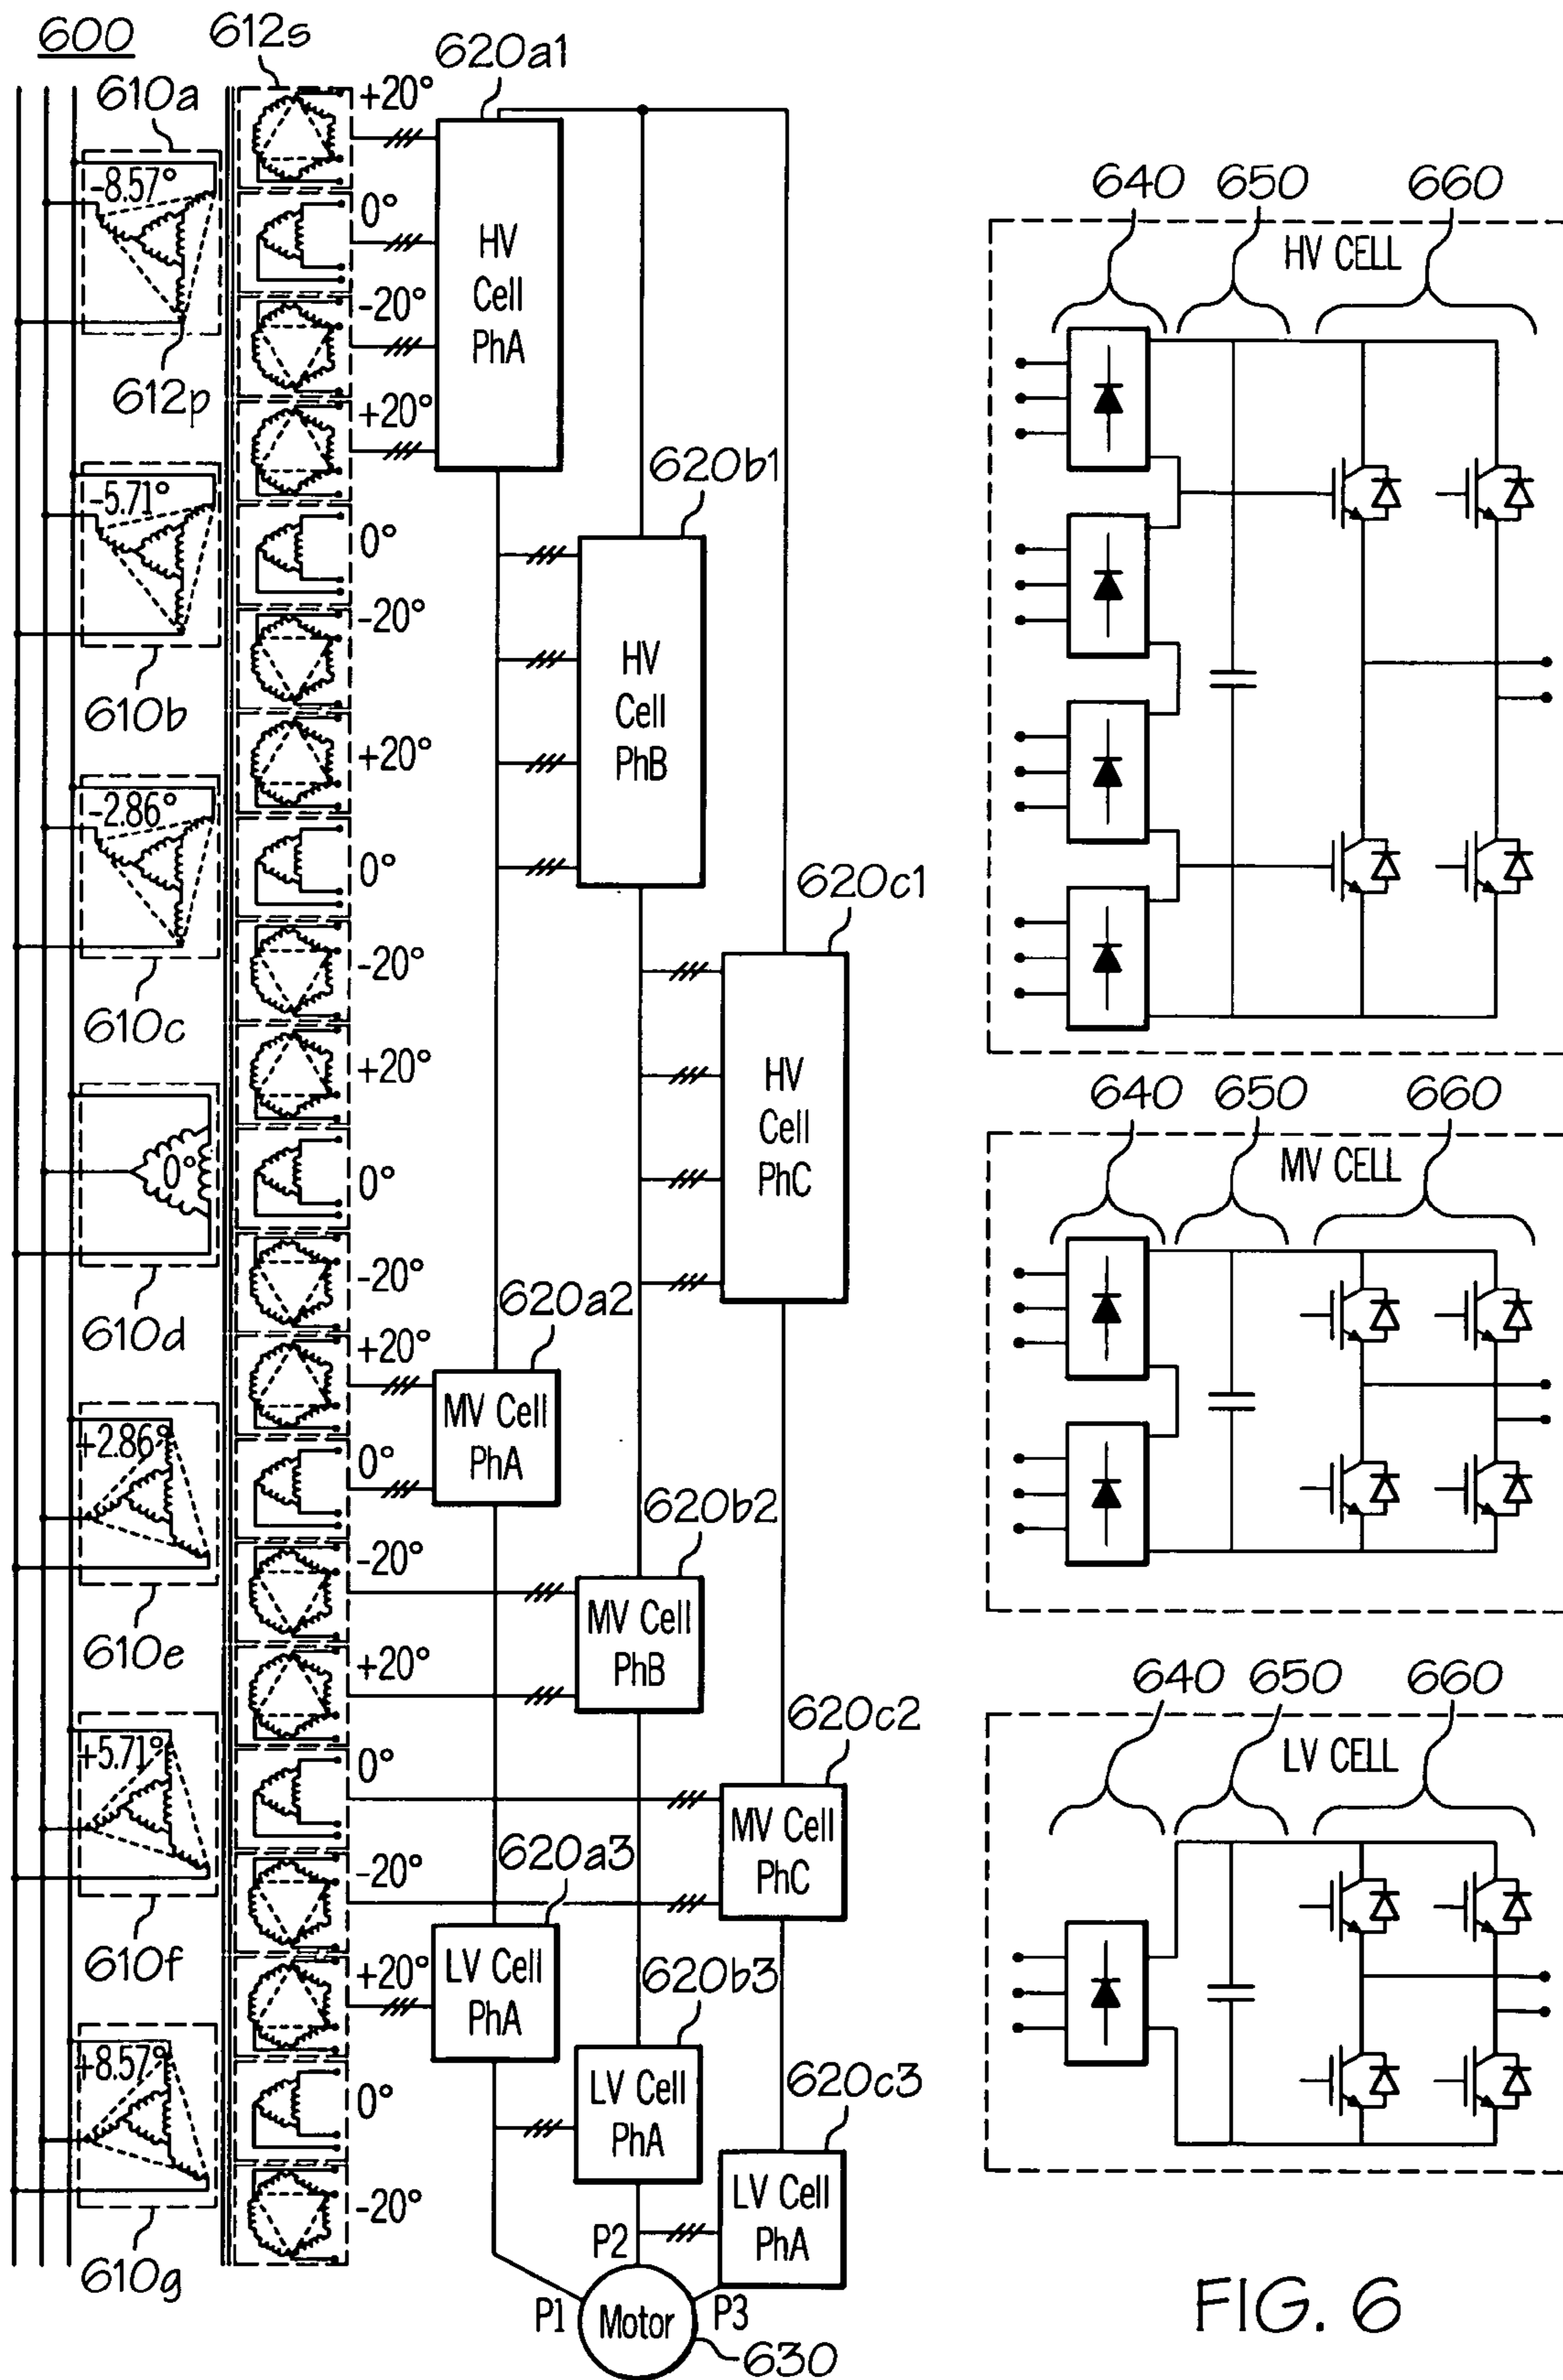 600
612s
620a1
610a
+20°
-8.57°
0°
HV
Cell
PhA
-20°
612p
+20°
620b1
-5.71°
0°
-20°
HV
Cell
PhB
610b
+20°
-2.86°
0°
620c1
-20°
610c
+20°
HV
Cell
PhC
0°
0°
-20°
620a2
610d
+20°
MV Cell
PhA
+2.86°
0°
620b2
-20°
MV Cell
PhB
610e
+20°
620c2
+5.71°
0°
MV Cell
PhC
620a3
-20°
610f
LV Cell
PhA
+20°
620b3
+8.57°
0°
LV Cell
PhA
620c3
-20°
LV Cell
PhA
610g
P2
P1
Motor
P3
630
640
650
660
HV CELL
640
650
660
MV CELL
640
650
660
LV CELL
FIG. 6